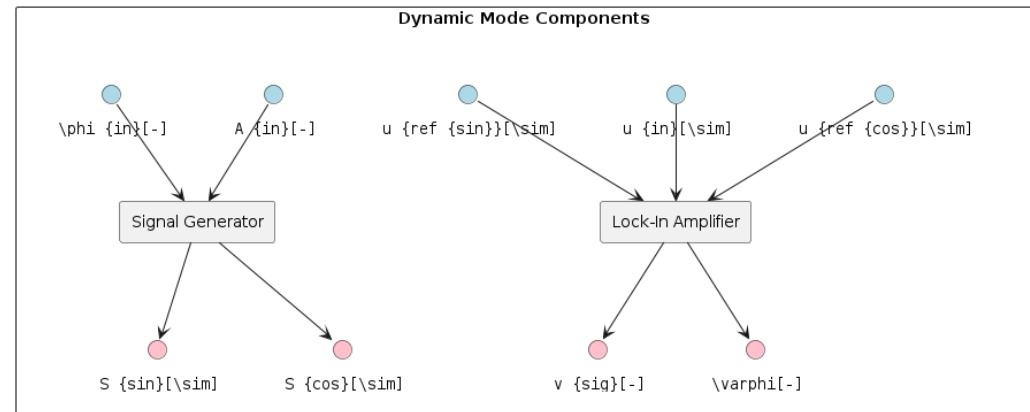 Dynamic Mode Components
\phi {in}[-]
A {in}[-]
u {ref {sin}}[\sim]
u {in}[\sim]
u {ref {cos}}[\sim]
Signal Generator
Lock-In Amplifier
S {sin}[\sim]
S {cos}[\sim]
v {sig}[-]
\varphi[-]